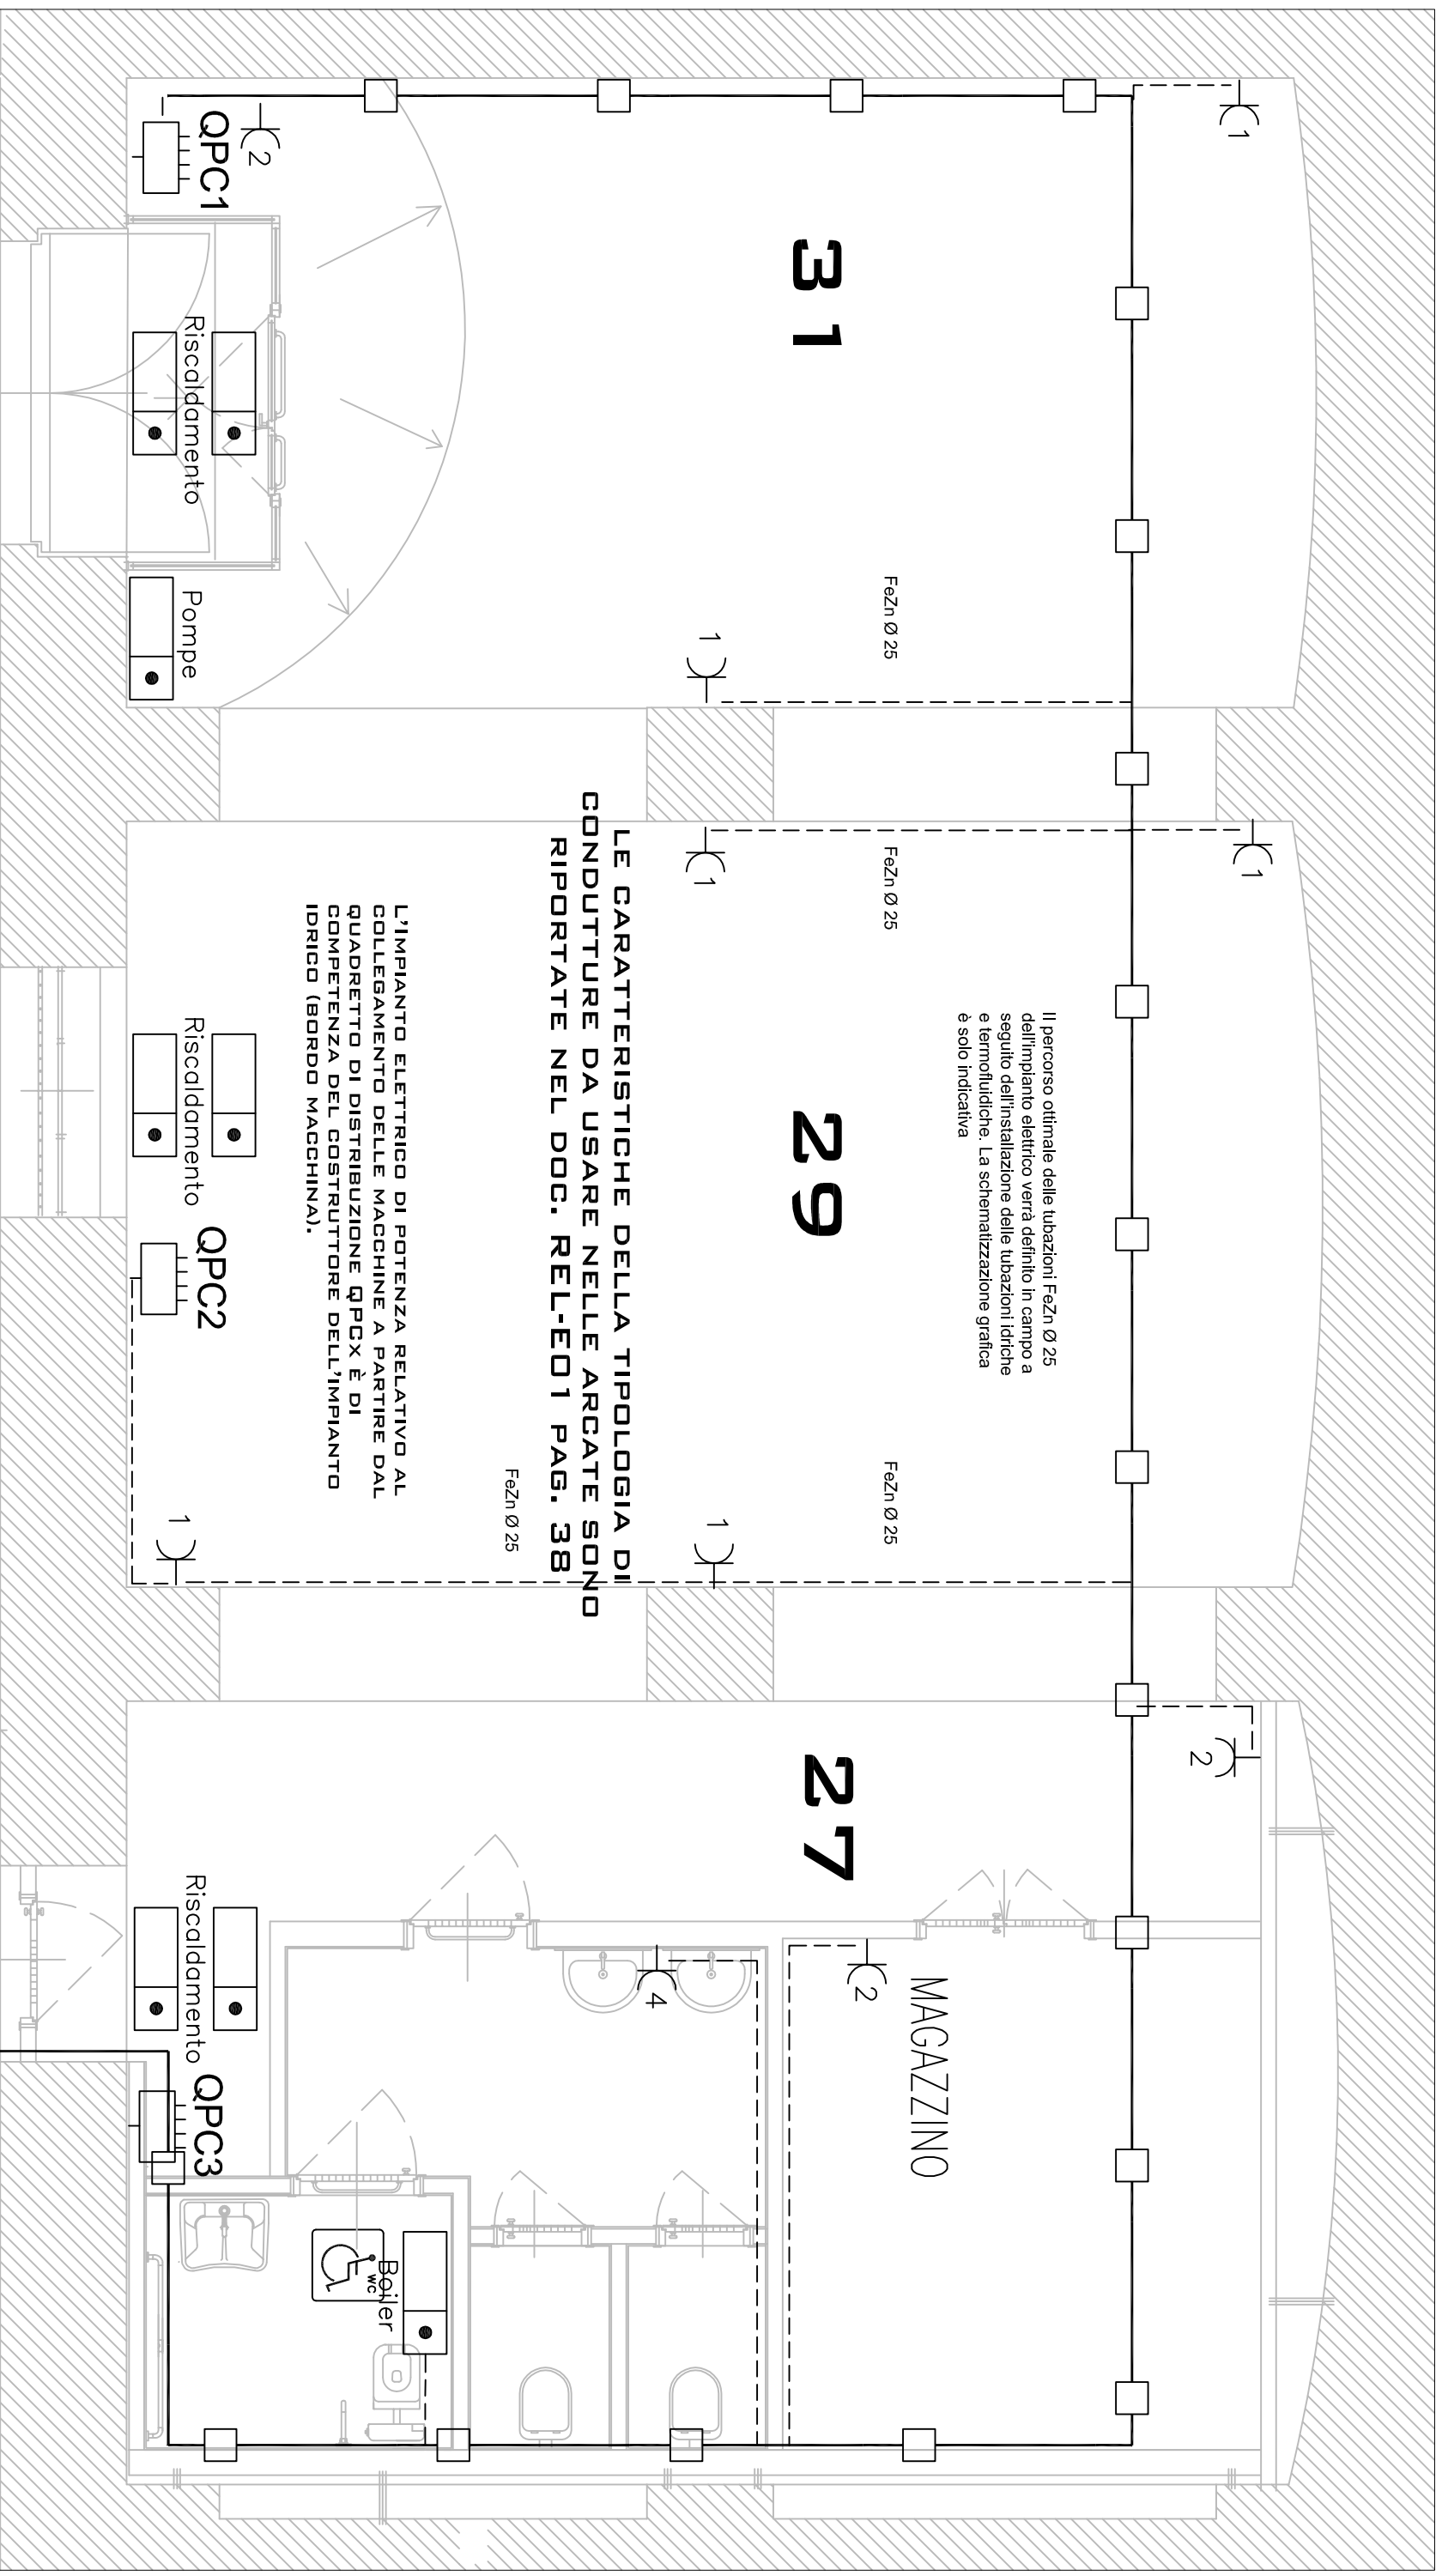 31
QPC1
2
1
Riscaldamento
Pompe
1
FeZn Ø 25
1
1
FeZn Ø 25
29
Il percorso ottimale delle tubazioni FeZn Ø 25
dell'impianto elettrico verrà definito in campo a
seguito dell'installazione delle tubazioni idriche
e termofluidiche. La schematizzazione grafica
è solo indicativa
LE CARATTERISTICHE DELLA TIPOLOGIA DI
CONDUTTURE DA USARE NELLE ARCATE SONO
RIPORTATE NEL DOC. REL-E01 PAG. 38
L'IMPIANTO ELETTRICO DI POTENZA RELATIVO AL
COLLEGAMENTO DELLE MACCHINE A PARTIRE DAL
QUADRETTO DI DISTRIBUZIONE QPCX È DI
COMPETENZA DEL COSTRUTTORE DELL'IMPIANTO
IDRICO (BORDO MACCHINA).
Riscaldamento
QPC2
FeZn Ø 25
FeZn Ø 25
1
1
27
2
MAGAZZINO
2
4
Riscaldamento
QPC3
Boiler
WC